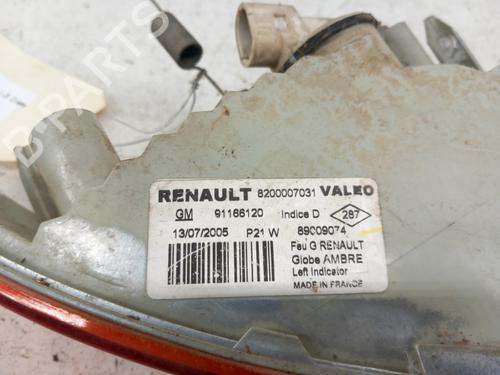 RENAULT 8200007031 VALEO
GM 91166120 Indice D 287
13/07/2005 P21 W 89009074
Feu G RENAULT
Globe AMBRE
Left Indicator
MADE IN FRANCE
B-PARTS